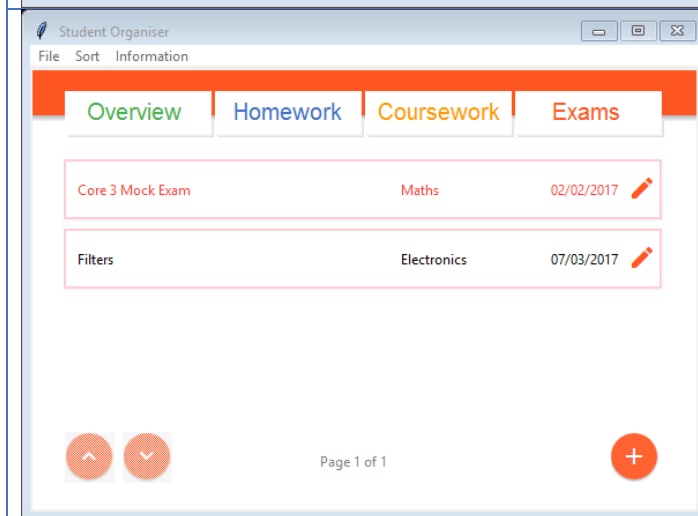 Student Organiser
File Sort Information
Overview Homework Coursework Exams
Core 3 Mock Exam Maths 02/02/2017
Filters Electronics 07/03/2017
Page 1 of 1